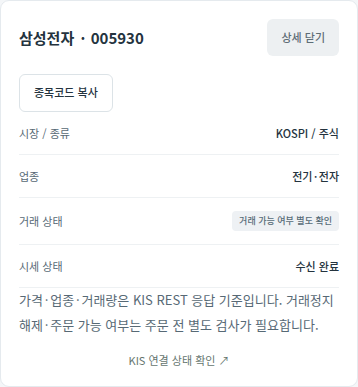 삼성전자 · 005930
상세 닫기
종목코드 복사
시장 / 종류
KOSPI / 주식
업종
전기·전자
거래 상태
거래 가능 여부 별도 확인
시세 상태
수신 완료
가격·업종·거래량은 KIS REST 응답 기준입니다. 거래정지
해제·주문 가능 여부는 주문 전 별도 검사가 필요합니다.
KIS 연결 상태 확인 ↗